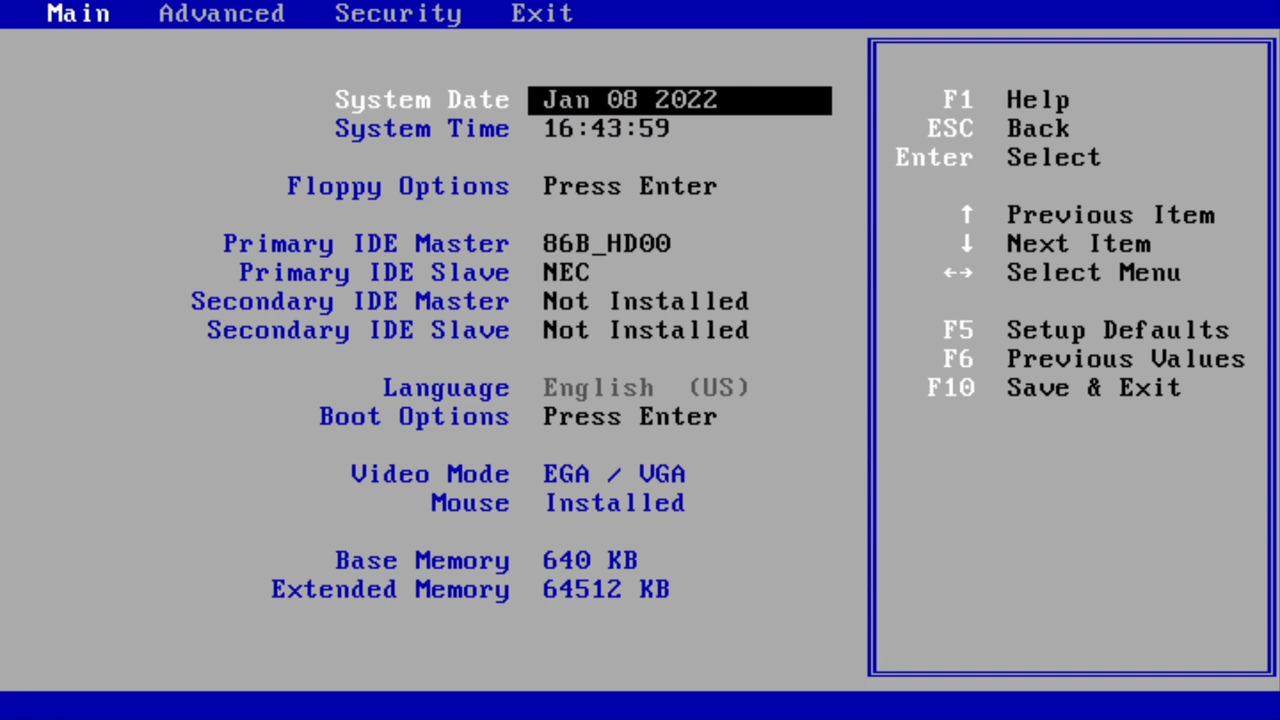 Main Advanced Security Exit
System Date Jan 08 2022
System Time 16:43:59
Floppy Options Press Enter
Primary IDE Master 86B_HD00
Primary IDE Slave NEC
Secondary IDE Master Not Installed
Secondary IDE Slave Not Installed
Language English (US)
Boot Options Press Enter
Video Mode EGA / VGA
Mouse Installed
Base Memory 640 KB
Extended Memory 64512 KB
F1 Help
ESC Back
Enter Select
↑ Previous Item
↓ Next Item
←→ Select Menu
F5 Setup Defaults
F6 Previous Values
F10 Save & Exit